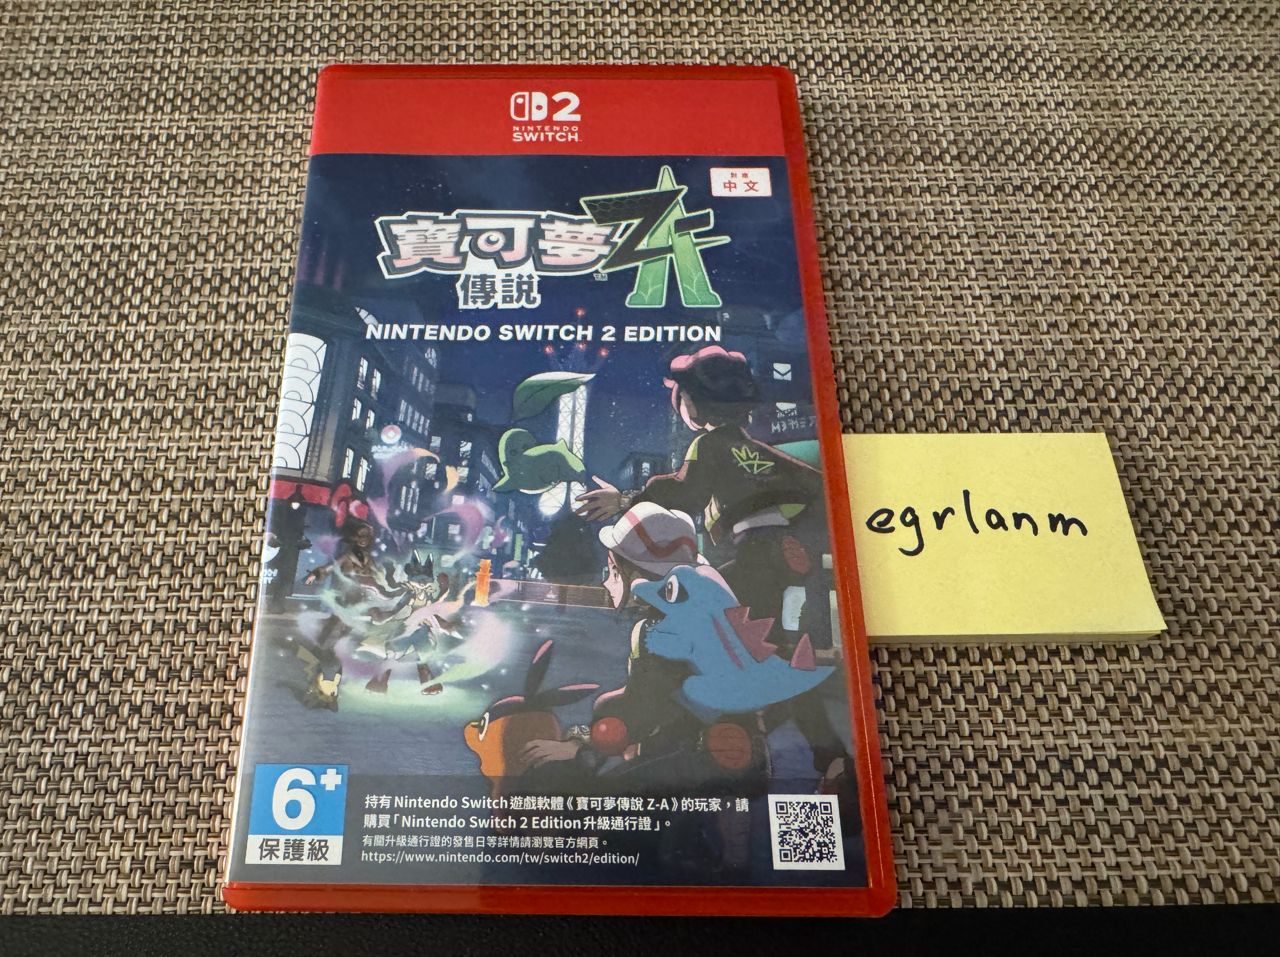 2
NINTENDO
SWITCH
對應
中文
寶可夢
Z-A
傳說
NINTENDO SWITCH 2 EDITION
egrlanm
6+
保護級
持有Nintendo Switch遊戲軟體《寶可夢傳說 Z-A》的玩家，請
購買「Nintendo Switch 2 Edition升級通行證」。
有關升級通行證的發售日等詳情請瀏覽官方網頁。
https://www.nintendo.com/tw/switch2/edition/